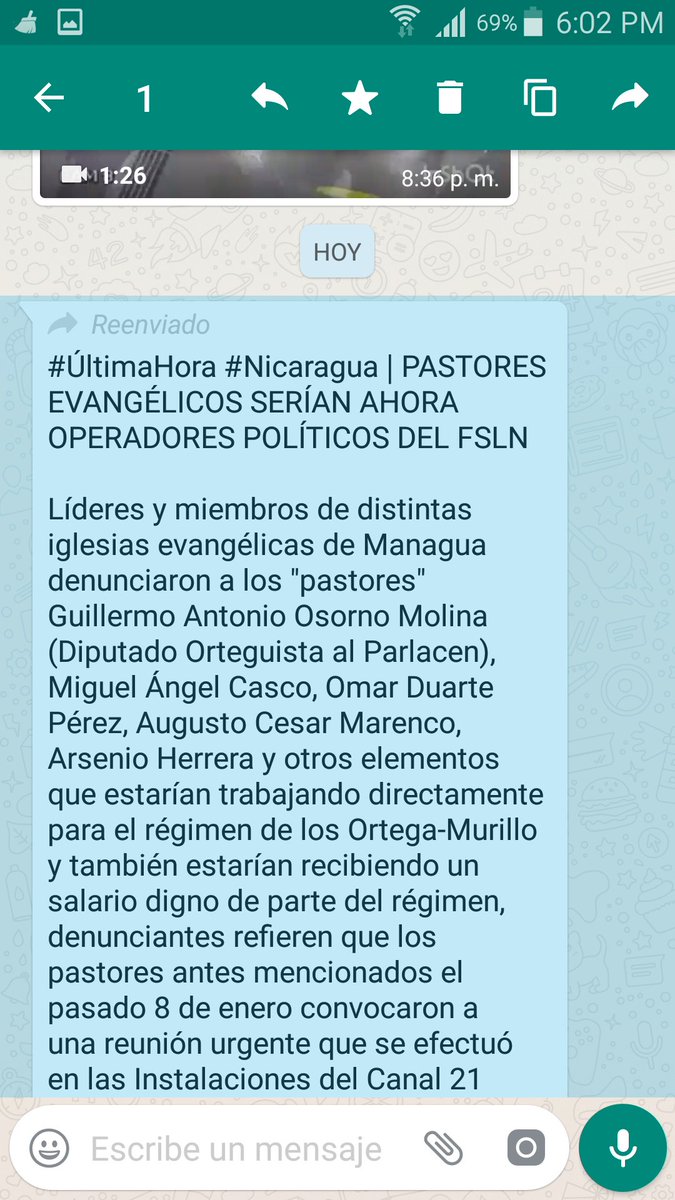 69% 6:02 PM
1
1:26 8:36 p. m.
HOY
Reenviado
#ÚltimaHora #Nicaragua | PASTORES
EVANGÉLICOS SERÍAN AHORA
OPERADORES POLÍTICOS DEL FSLN
Líderes y miembros de distintas
iglesias evangélicas de Managua
denunciaron a los "pastores"
Guillermo Antonio Osorno Molina
(Diputado Orteguista al Parlacen),
Miguel Ángel Casco, Omar Duarte
Pérez, Augusto Cesar Marenco,
Arsenio Herrera y otros elementos
que estarían trabajando directamente
para el régimen de los Ortega-Murillo
y también estarían recibiendo un
salario digno de parte del régimen,
denunciantes refieren que los
pastores antes mencionados el
pasado 8 de enero convocaron a
una reunión urgente que se efectuó
en las Instalaciones del Canal 21
Escribe un mensaje